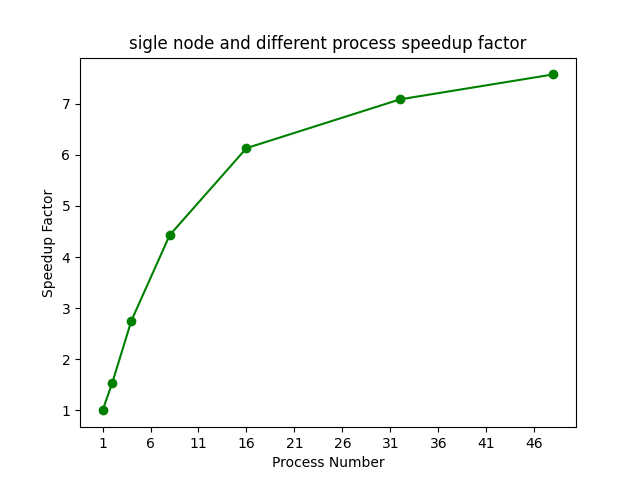 sigle node and different process speedup factor
7
6
5
4
3
2
1
Speedup Factor
1 6 11 16 21 26 31 36 41 46
Process Number